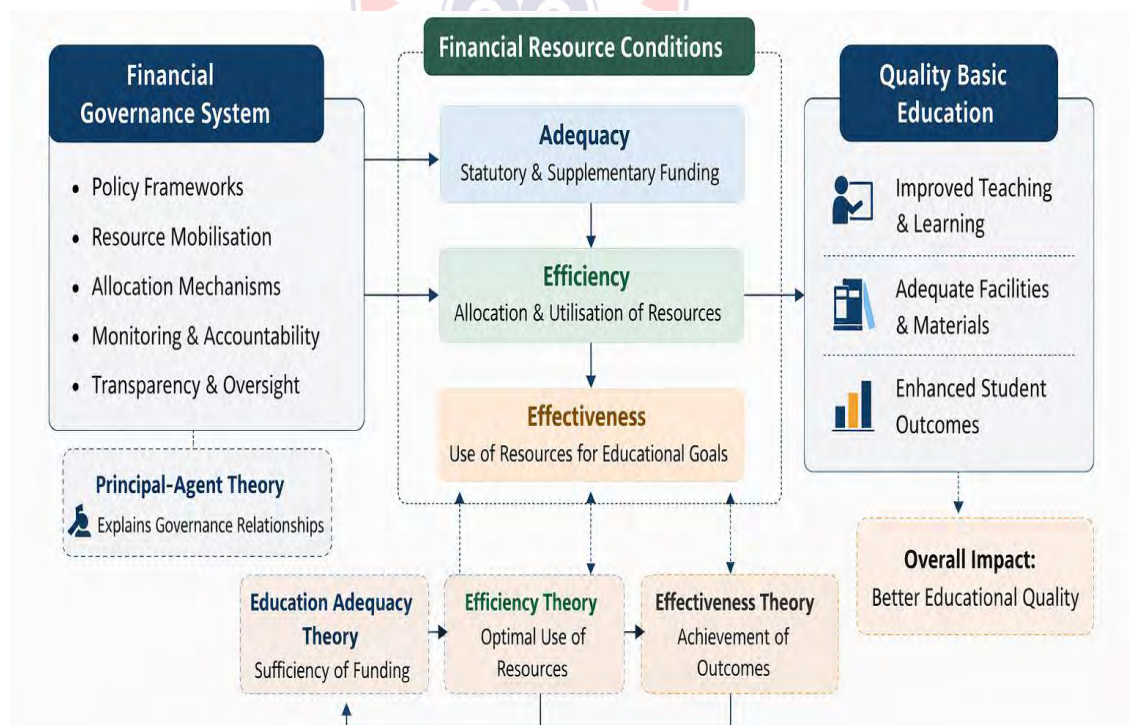 Financial
Governance System
• Policy Frameworks
• Resource Mobilisation
• Allocation Mechanisms
• Monitoring & Accountability
• Transparency & Oversight
Principal-Agent Theory
Explains Governance Relationships
Financial Resource Conditions
Adequacy
Statutory & Supplementary Funding
Efficiency
Allocation & Utilisation of Resources
Effectiveness
Use of Resources for Educational Goals
Quality Basic
Education
Improved Teaching
& Learning
Adequate Facilities
& Materials
Enhanced Student
Outcomes
Overall Impact:
Better Educational Quality
Education Adequacy
Theory
Sufficiency of Funding
Efficiency Theory
Optimal Use of
Resources
Effectiveness Theory
Achievement of
Outcomes